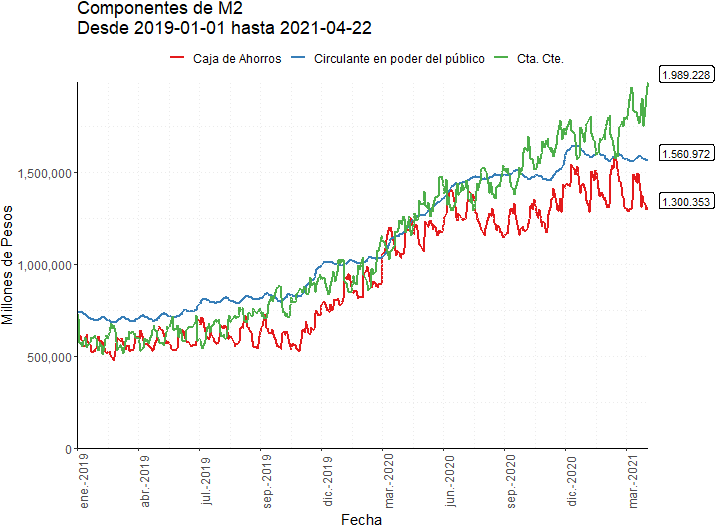 Componentes de M2
Desde 2019-01-01 hasta 2021-04-22
Caja de Ahorros Circulante en poder del público Cta. Cte.
1.989.228
1.560.972
1.300.353
1,500,000
1,000,000
500,000
0
Millones de Pesos
ene.-2019
abr.-2019
jul.-2019
sep.-2019
dic.-2019
mar.-2020
jun.-2020
sep.-2020
dic.-2020
mar.-2021
Fecha